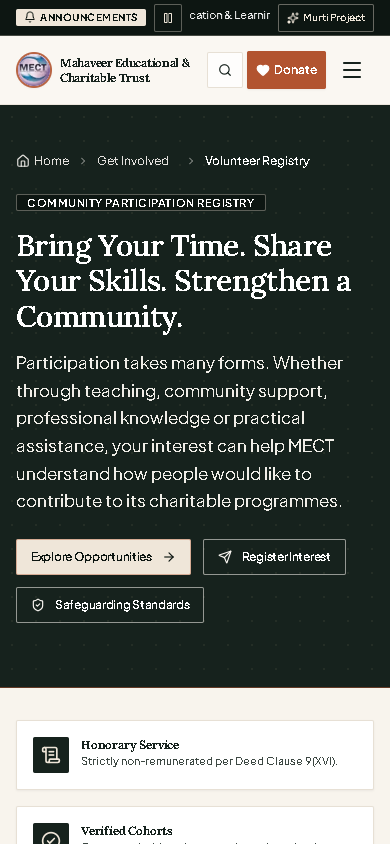 ANNOUNCEMENTS
cation & Learnin
Murti Project
MECT
Mahaveer Educational &
Charitable Trust
Donate
Home > Get Involved > Volunteer Registry
COMMUNITY PARTICIPATION REGISTRY
Bring Your Time. Share
Your Skills. Strengthen a
Community.
Participation takes many forms. Whether
through teaching, community support,
professional knowledge or practical
assistance, your interest can help MECT
understand how people would like to
contribute to its charitable programmes.
Explore Opportunities →
Register Interest
Safeguarding Standards
Honorary Service
Strictly non-remunerated per Deed Clause 9(XVI).
Verified Cohorts